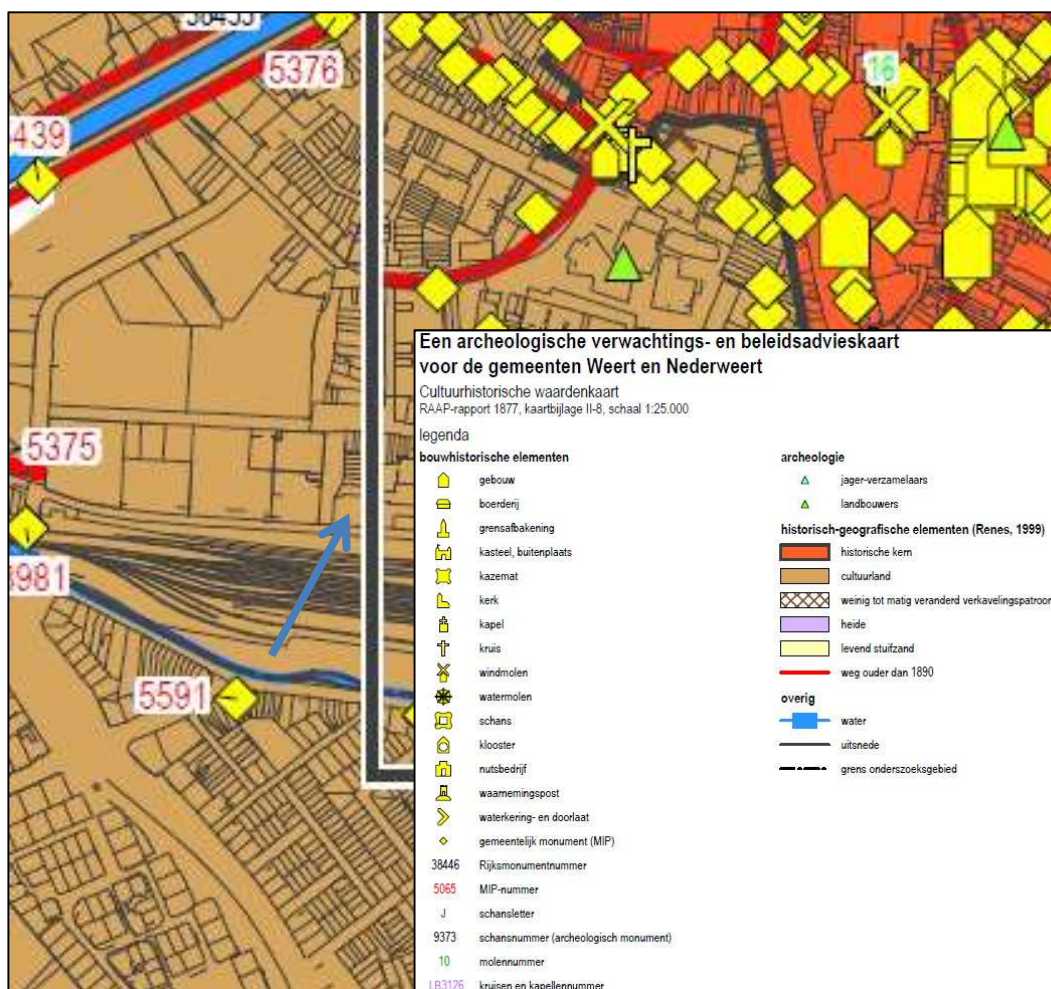 5376
16
5375
5591
Een archeologische verwachtings- en beleidsadvieskaart
voor de gemeenten Weert en Nederweert
Cultuurhistorische waardenkaart
RAAP-rapport 1877, kaartbijlage II-8, schaal 1:25.000
legenda
bouwhistorische elementen
gebouw
boerderij
grensafbakening
kasteel, buitenplaats
kazemat
kerk
kapel
kruis
windmolen
watermolen
schans
klooster
nutsbedrijf
waarnemingspost
waterkering- en doorlaat
gemeentelijk monument (MIP)
38446 Rijksmonumentnummer
5065 MIP-nummer
J schansletter
9373 schansnummer (archeologisch monument)
10 molennummer
LB3126 kruisen en kapellennummer
archeologie
jager-verzamelaars
landbouwers
historisch-geografische elementen (Renes, 1999)
historische kern
cultuurland
weinig tot matig veranderd verkavelingspatroon
heide
levend stuifzand
weg ouder dan 1890
overig
water
uitsnede
grens onderszoeksgebied